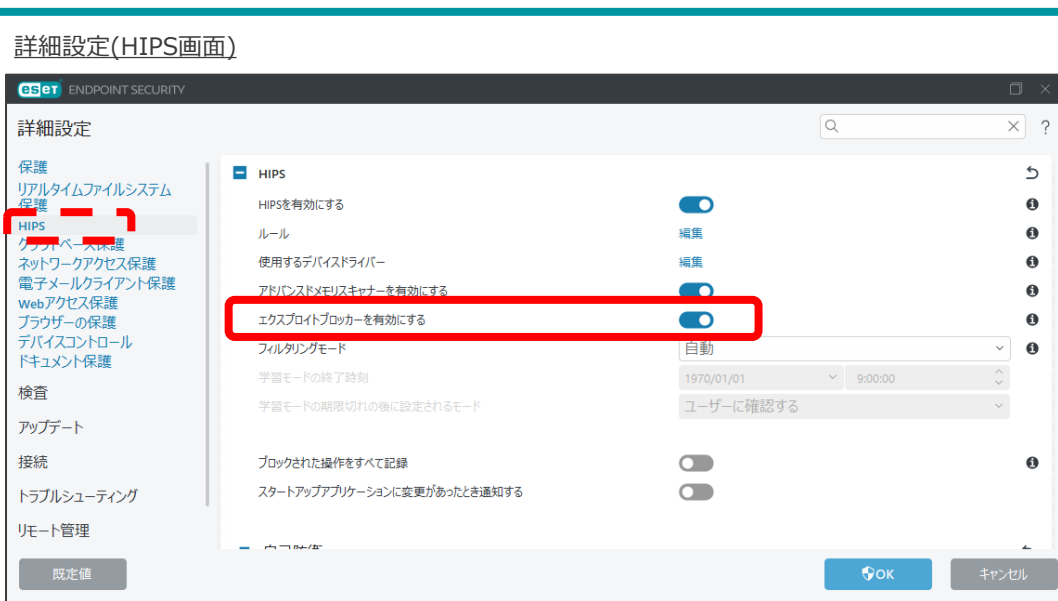 詳細設定(HIPS画面)
eset ENDPOINT SECURITY
詳細設定
?
保護
リアルタイムファイルシステム
保護
HIPS
クラウドベース保護
ネットワークアクセス保護
電子メールクライアント保護
Webアクセス保護
ブラウザーの保護
デバイスコントロール
ドキュメント保護
検査
アップデート
接続
トラブルシューティング
リモート管理
HIPS
HIPSを有効にする
ルール 編集
使用するデバイスドライバー 編集
アドバンスドメモリスキャナーを有効にする
エクスプロイトブロッカーを有効にする
フィルタリングモード 自動
学習モードの終了時刻 1970/01/01 9:00:00
学習モードの期限切れの後に設定されるモード ユーザーに確認する
ブロックされた操作をすべて記録
スタートアップアプリケーションに変更があったとき通知する
自己防衛
既定値 OK キャンセル